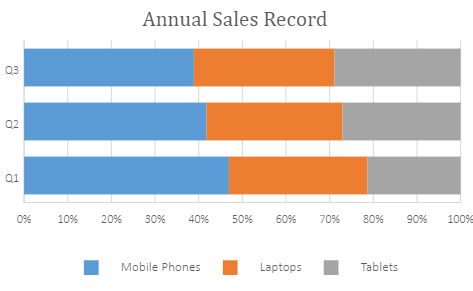 Annual Sales Record
Q3
Q2
Q1
0% 10% 20% 30% 40% 50% 60% 70% 80% 90% 100%
Mobile Phones Laptops Tablets